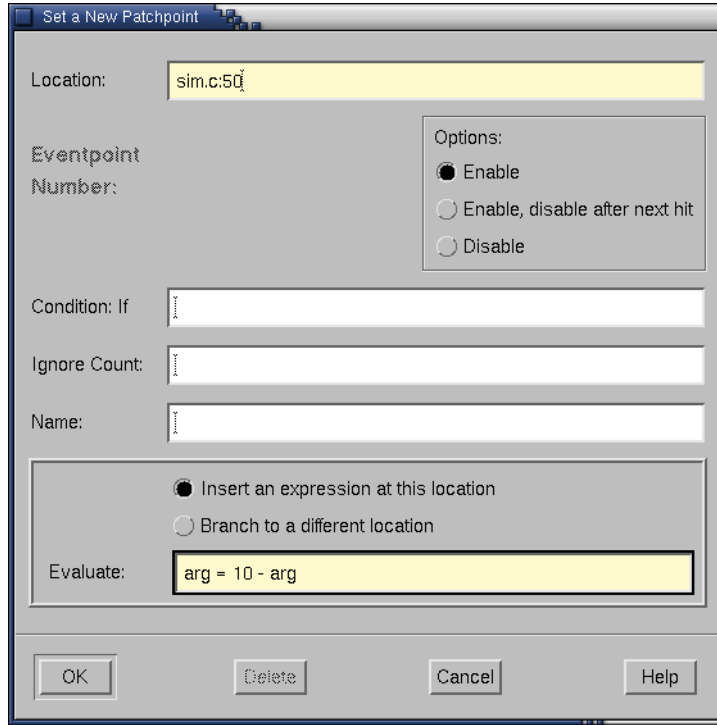 Set a New Patchpoint
Location:
sim.c:50
Eventpoint
Number:
Options:
Enable
Enable, disable after next hit
Disable
Condition: If
Ignore Count:
Name:
Insert an expression at this location
Branch to a different location
Evaluate:
arg = 10 - arg
OK
Delete
Cancel
Help